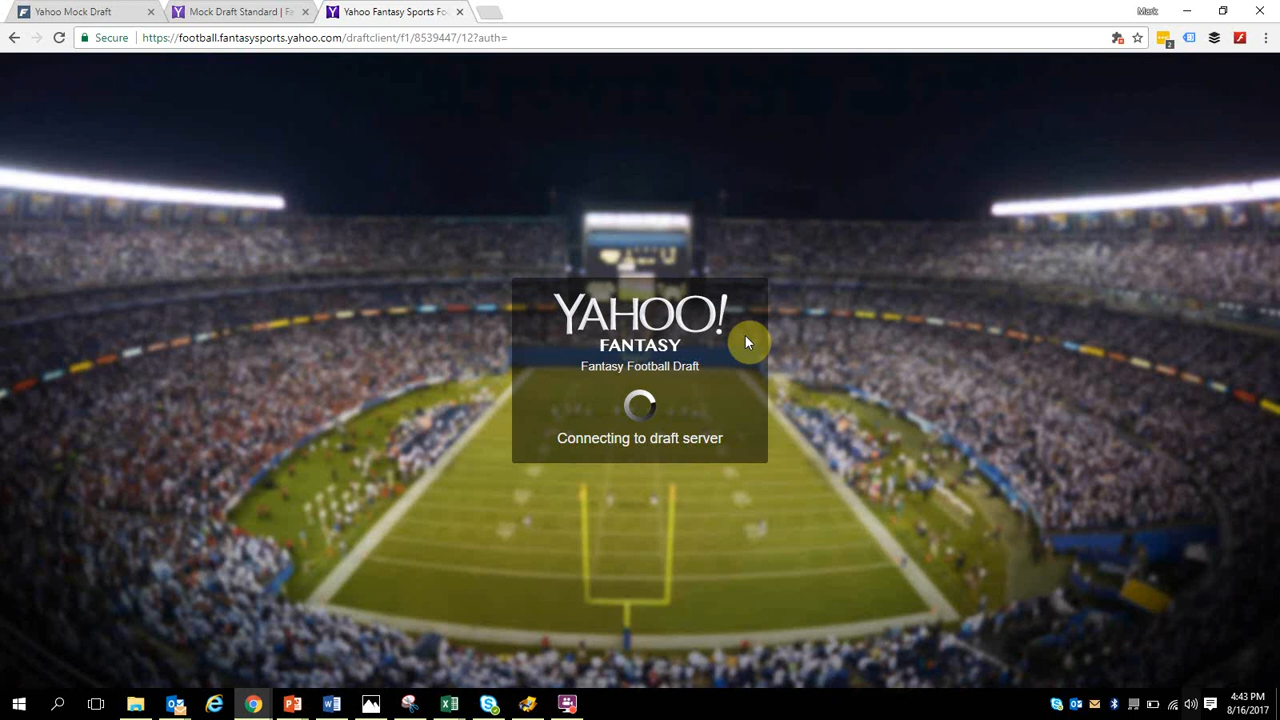 Yahoo Mock Draft
Mock Draft Standard | Fa
Yahoo Fantasy Sports Fo
Mark
Secure
https://football.fantasysports.yahoo.com/draftclient/f1/8539447/12?auth=
2
YAHOO!
FANTASY
Fantasy Football Draft
Connecting to draft server
4:43 PM
8/16/2017